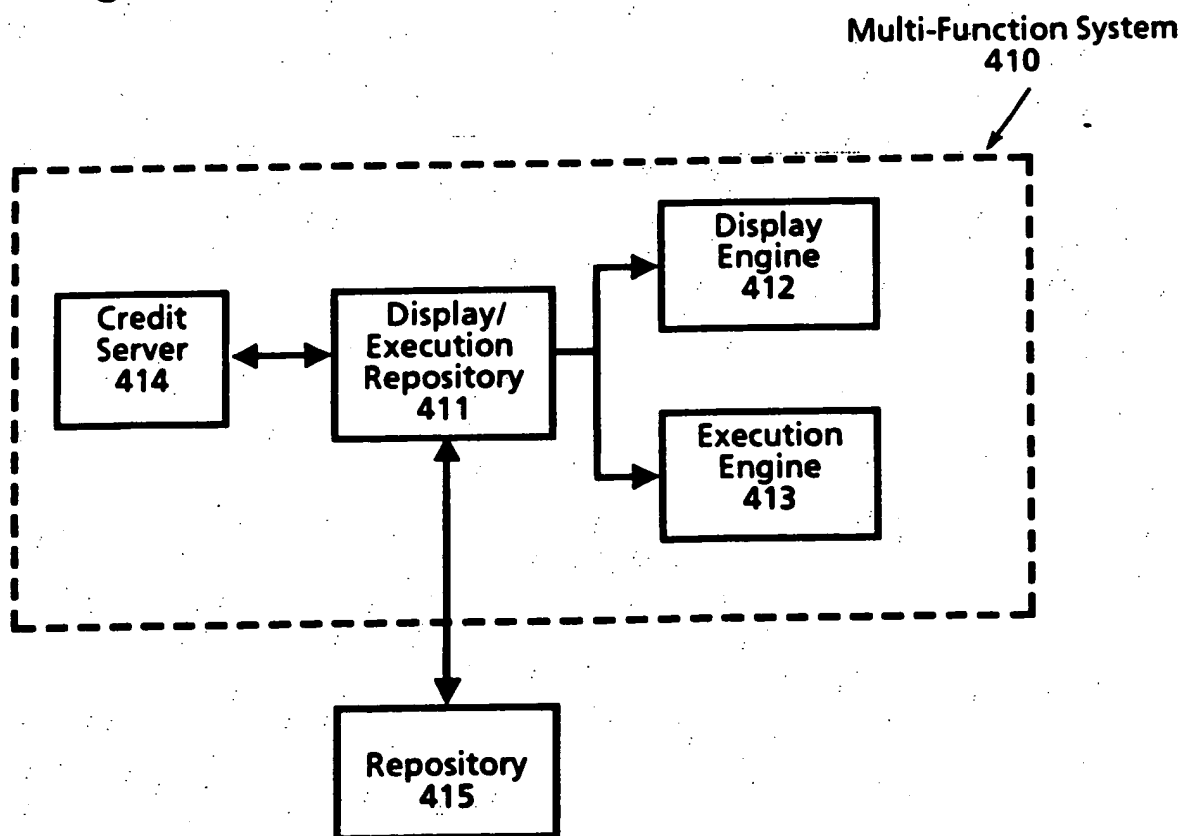 Multi-Function System
410
Display
Engine
412
Credit
Server
414
Display/
Execution
Repository
411
Execution
Engine
413
Repository
415